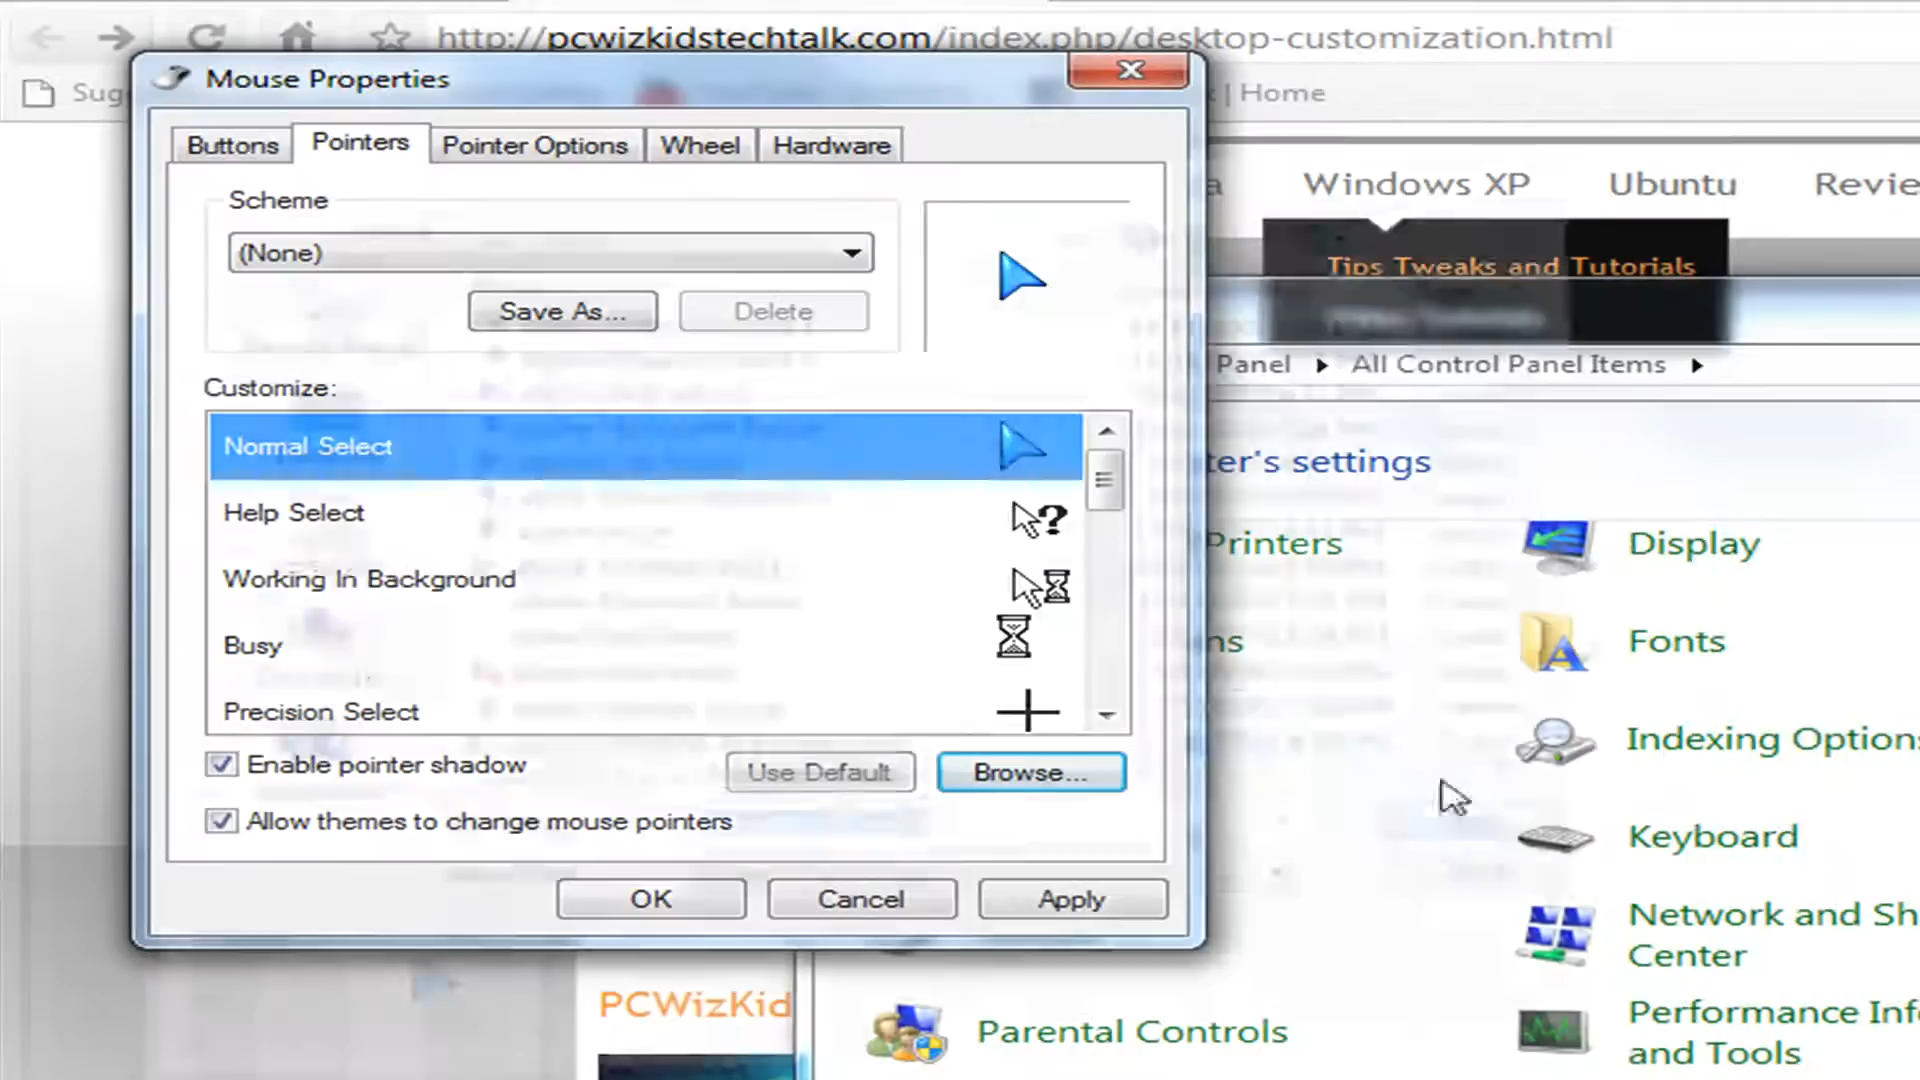 http://pcwizkidstechtalk.com/index.php/desktop-customization.html
Sug
| Home
Mouse Properties
Buttons
Pointers
Pointer Options
Wheel
Hardware
Scheme
(None)
Save As...
Delete
Customize:
Normal Select
Help Select
Working In Background
Busy
Precision Select
Enable pointer shadow
Use Default
Browse...
Allow themes to change mouse pointers
OK
Cancel
Apply
a
Windows XP
Ubuntu
Revie
Tips Tweaks and Tutorials
Panel
All Control Panel Items
ter's settings
Printers
Display
ns
Fonts
Indexing Options
Keyboard
Network and Sh
Center
PCWizKid
Parental Controls
Performance Inf
and Tools